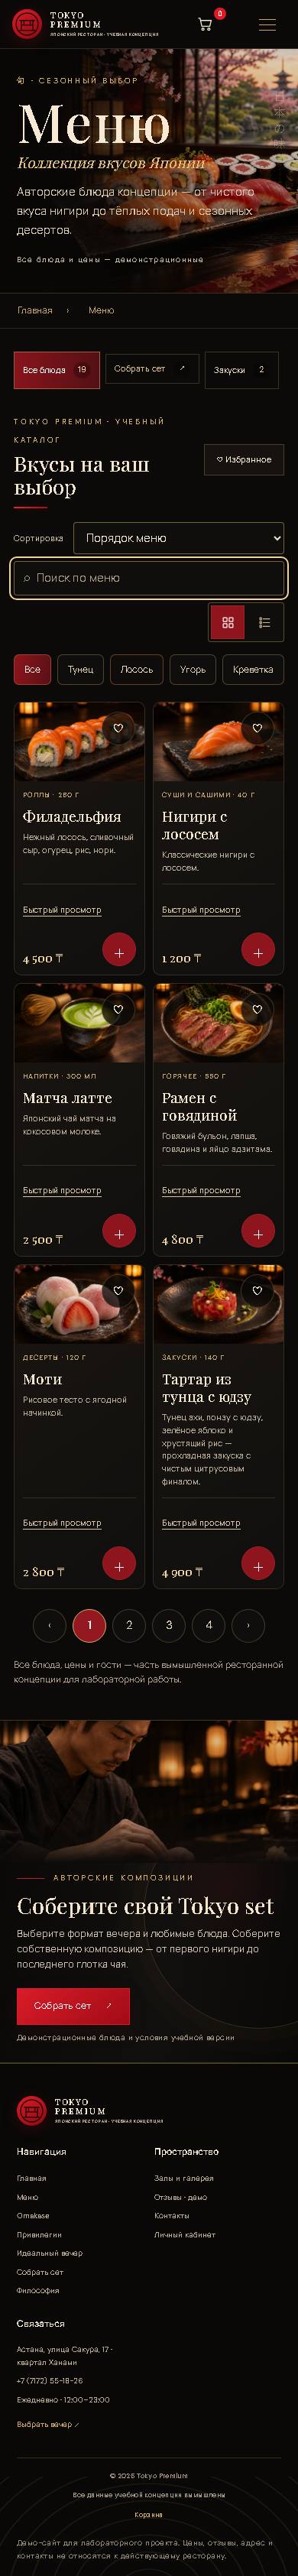 TOKYO
PREMIUM
ЯПОНСКИЙ РЕСТОРАН · УЧЕБНАЯ КОНЦЕПЦИЯ
0
· СЕЗОННЫЙ ВЫБОР
Меню
Коллекция вкусов Японии
Авторские блюда концепции — от чистого
вкуса нигири до тёплых подач и сезонных
десертов.
Все блюда и цены — демонстрационные
Главная › Меню
Все блюда 19
Собрать сет ↗
Закуски 2
TOKYO PREMIUM · УЧЕБНЫЙ
КАТАЛОГ
Вкусы на ваш
выбор
♡ Избранное
Сортировка
Порядок меню
⌕ Поиск по меню
Все
Тунец
Лосось
Угорь
Креветка
РОЛЛЫ · 280 Г
Филадельфия
Нежный лосось, сливочный
сыр, огурец, рис, нори.
Быстрый просмотр
4 500 ₸
+
СУШИ И САШИМИ · 40 Г
Нигири с
лососем
Классические нигири с
лососем.
Быстрый просмотр
1 200 ₸
+
НАПИТКИ · 300 МЛ
Матча латте
Японский чай матча на
кокосовом молоке.
Быстрый просмотр
2 500 ₸
+
ГОРЯЧЕЕ · 550 Г
Рамен с
говядиной
Говяжий бульон, лапша,
говядина и яйцо адзитама.
Быстрый просмотр
4 800 ₸
+
ДЕСЕРТЫ · 120 Г
Моти
Рисовое тесто с ягодной
начинкой.
Быстрый просмотр
2 800 ₸
+
ЗАКУСКИ · 140 Г
Тартар из
тунца с юдзу
Тунец ахи, понзу с юдзу,
зелёное яблоко и
хрустящий рис —
прохладная закуска с
чистым цитрусовым
финалом.
Быстрый просмотр
4 900 ₸
+
‹ 1 2 3 4 ›
Все блюда, цены и гости — часть вымышленной ресторанной
концепции для лабораторной работы.
АВТОРСКИЕ КОМПОЗИЦИИ
Соберите свой Tokyo set
Выберите формат вечера и любимые блюда. Соберите
собственную композицию — от первого нигири до
последнего глотка чая.
Собрать сет ↗
Демонстрационные блюда и условия учебной версии
TOKYO
PREMIUM
ЯПОНСКИЙ РЕСТОРАН · УЧЕБНАЯ КОНЦЕПЦИЯ
Навигация
Главная
Меню
Omakase
Привилегии
Идеальный вечер
Собрать сет
Философия
Пространство
Залы и галерея
Отзывы · демо
Контакты
Личный кабинет
Связаться
Астана, улица Сакура, 17 ·
квартал Ханами
+7 (7172) 55-18-26
Ежедневно · 12:00–23:00
Выбрать вечер ↗
© 2026 Tokyo Premium
Все данные учебной концепции вымышлены
Корзина
Демо-сайт для лабораторного проекта. Цены, отзывы, адрес и
контакты не относятся к действующему ресторану.